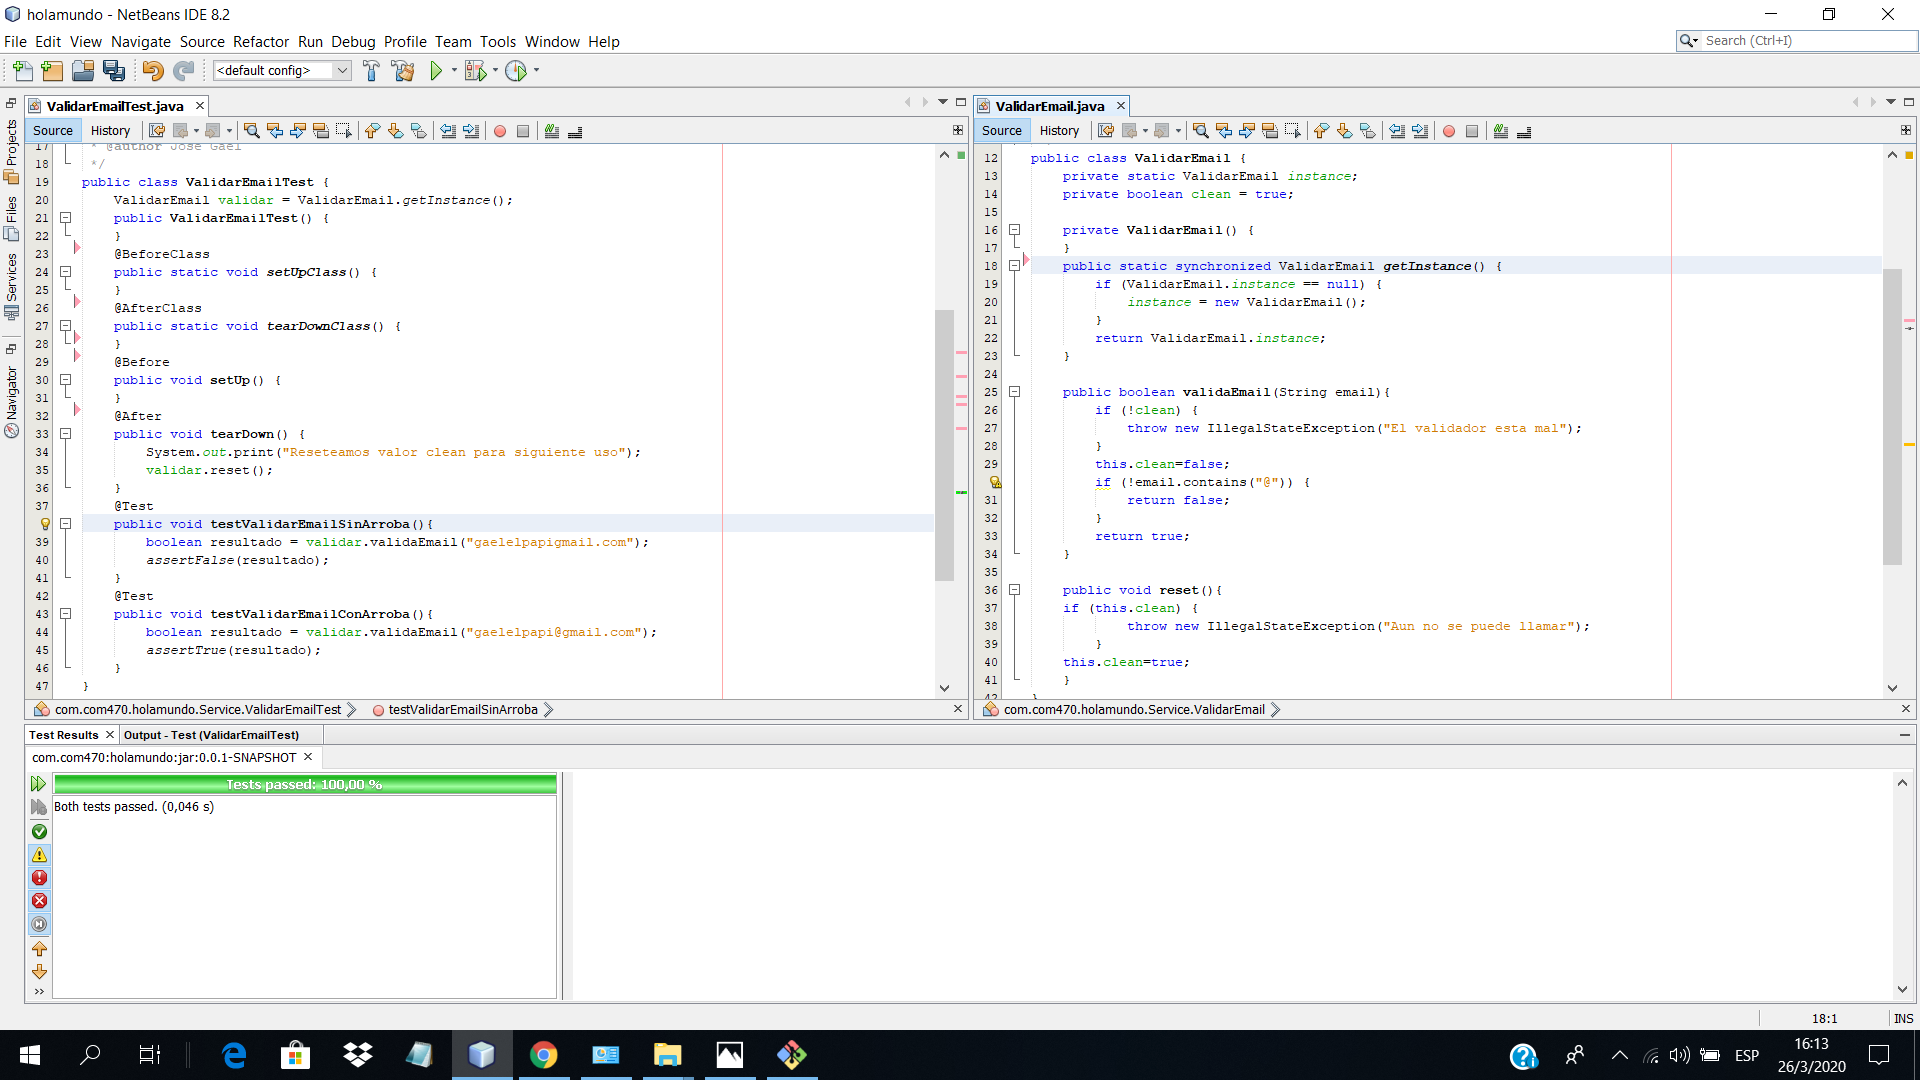 holamundo - NetBeans IDE 8.2
File Edit View Navigate Source Refactor Run Debug Profile Team Tools Window Help
Search (Ctrl+I)
<default config>
Projects
Files
Services
Navigator
ValidarEmailTest.java
Source History
17 * @author Jose Gael
18 */
19 public class ValidarEmailTest {
20 ValidarEmail validar = ValidarEmail.getInstance();
21 public ValidarEmailTest() {
22 }
23 @BeforeClass
24 public static void setUpClass() {
25 }
26 @AfterClass
27 public static void tearDownClass() {
28 }
29 @Before
30 public void setUp() {
31 }
32 @After
33 public void tearDown() {
34 System.out.print("Reseteamos valor clean para siguiente uso");
35 validar.reset();
36 }
37 @Test
public void testValidarEmailSinArroba(){
39 boolean resultado = validar.validaEmail("gaelelpapigmail.com");
40 assertFalse(resultado);
41 }
42 @Test
43 public void testValidarEmailConArroba(){
44 boolean resultado = validar.validaEmail("gaelelpapi@gmail.com");
45 assertTrue(resultado);
46 }
47 }
com.com470.holamundo.Service.ValidarEmailTest
testValidarEmailSinArroba
ValidarEmail.java
Source History
12 public class ValidarEmail {
13 private static ValidarEmail instance;
14 private boolean clean = true;
15
16 private ValidarEmail() {
17 }
18 public static synchronized ValidarEmail getInstance() {
19 if (ValidarEmail.instance == null) {
20 instance = new ValidarEmail();
21 }
22 return ValidarEmail.instance;
23 }
24
25 public boolean validaEmail(String email){
26 if (!clean) {
27 throw new IllegalStateException("El validador esta mal");
28 }
29 this.clean=false;
if (!email.contains("@")) {
31 return false;
32 }
33 return true;
34 }
35
36 public void reset(){
37 if (this.clean) {
38 throw new IllegalStateException("Aun no se puede llamar");
39 }
40 this.clean=true;
41 }
42 }
com.com470.holamundo.Service.ValidarEmail
Test Results
Output - Test (ValidarEmailTest)
com.com470:holamundo:jar:0.0.1-SNAPSHOT
Tests passed: 100,00 %
Both tests passed. (0,046 s)
18:1 INS
ESP
16:13
26/3/2020